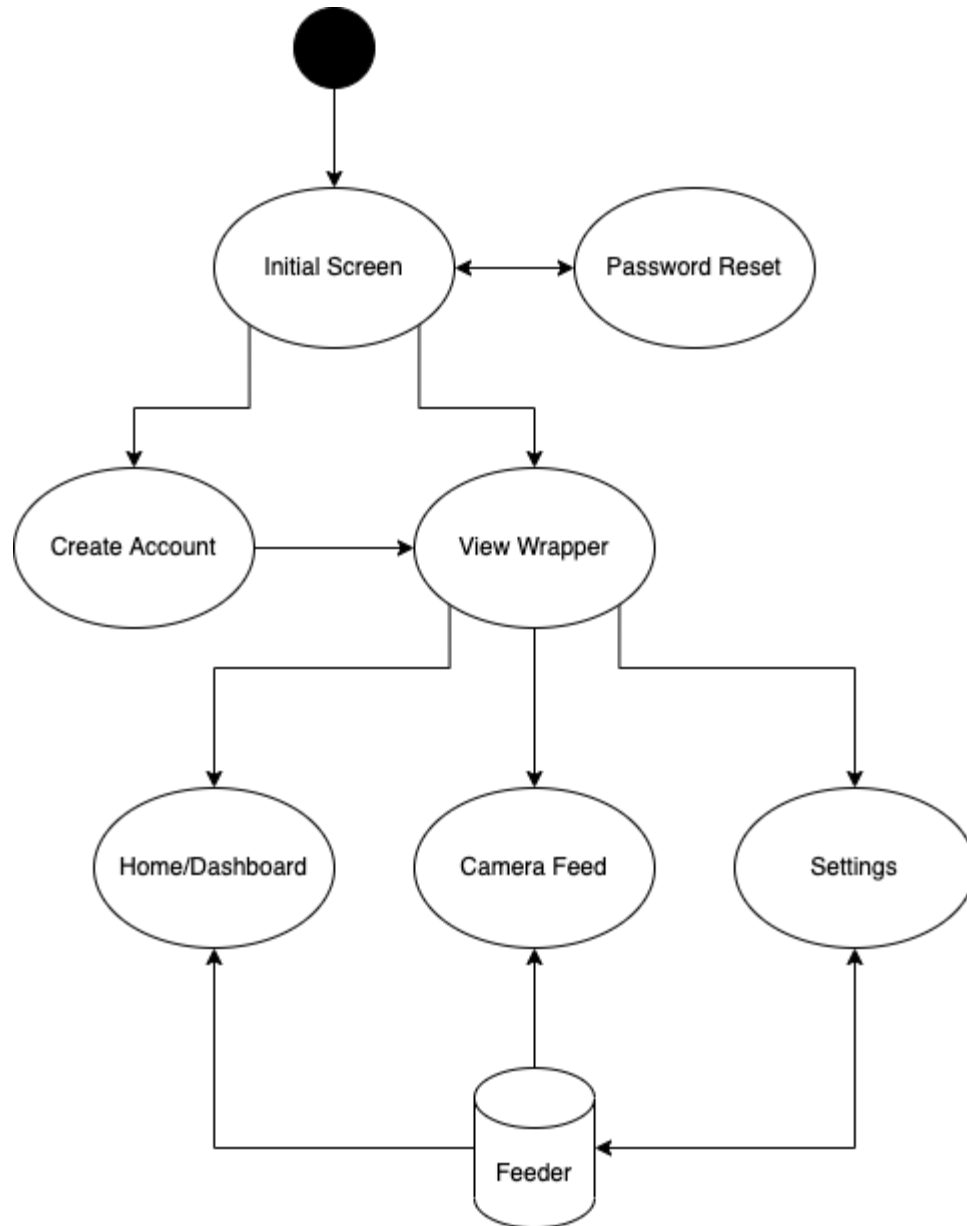 Initial Screen
Password Reset
Create Account
View Wrapper
Home/Dashboard
Camera Feed
Settings
Feeder